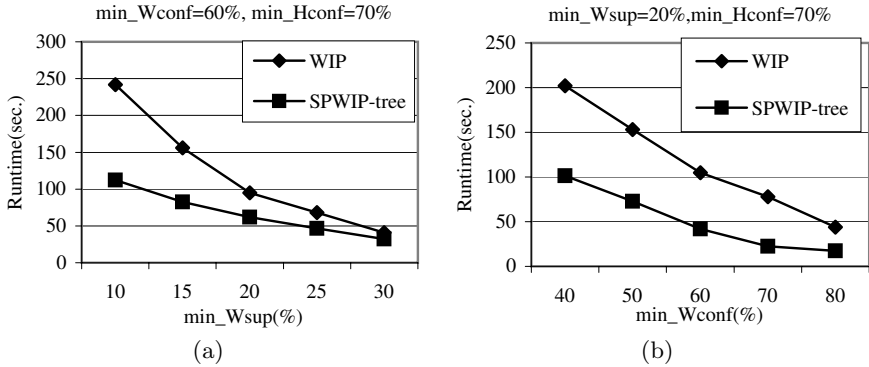 min_Wconf=60%, min_Hconf=70%
300
250
200
150
100
50
0
Runtime(sec.)
WIP
SPWIP-tree
10 15 20 25 30
min_Wsup(%)
(a)
min_Wsup=20%,min_Hconf=70%
250
200
150
100
50
0
Runtime(sec.)
WIP
SPWIP-tree
40 50 60 70 80
min_Wconf(%)
(b)